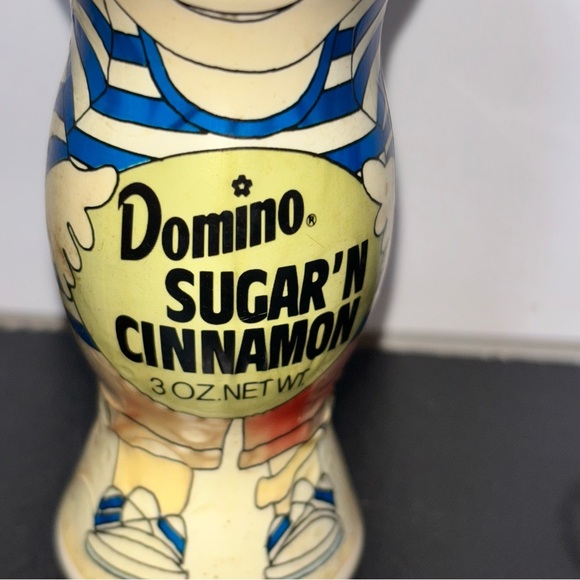 Domino®
SUGAR'N
CINNAMON
3 OZ. NET WT.